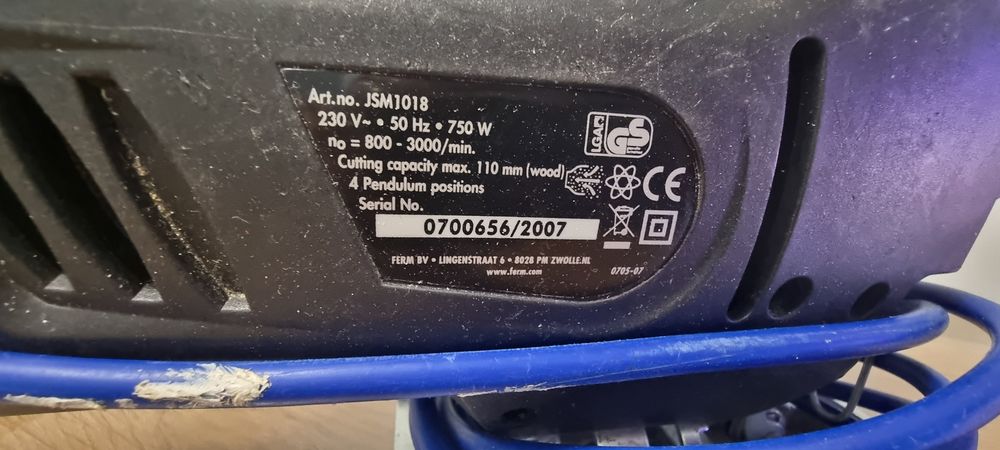 Art.no. JSM1018
230 V~ • 50 Hz • 750 W
n₀ = 800 - 3000/min.
Cutting capacity max. 110 mm (wood)
4 Pendulum positions
Serial No.
0700656/2007
FERM BV • LINGENSTRAAT 6 • 8028 PM ZWOLLE.NL
www.ferm.com
0705-07
LGA
GS
CE